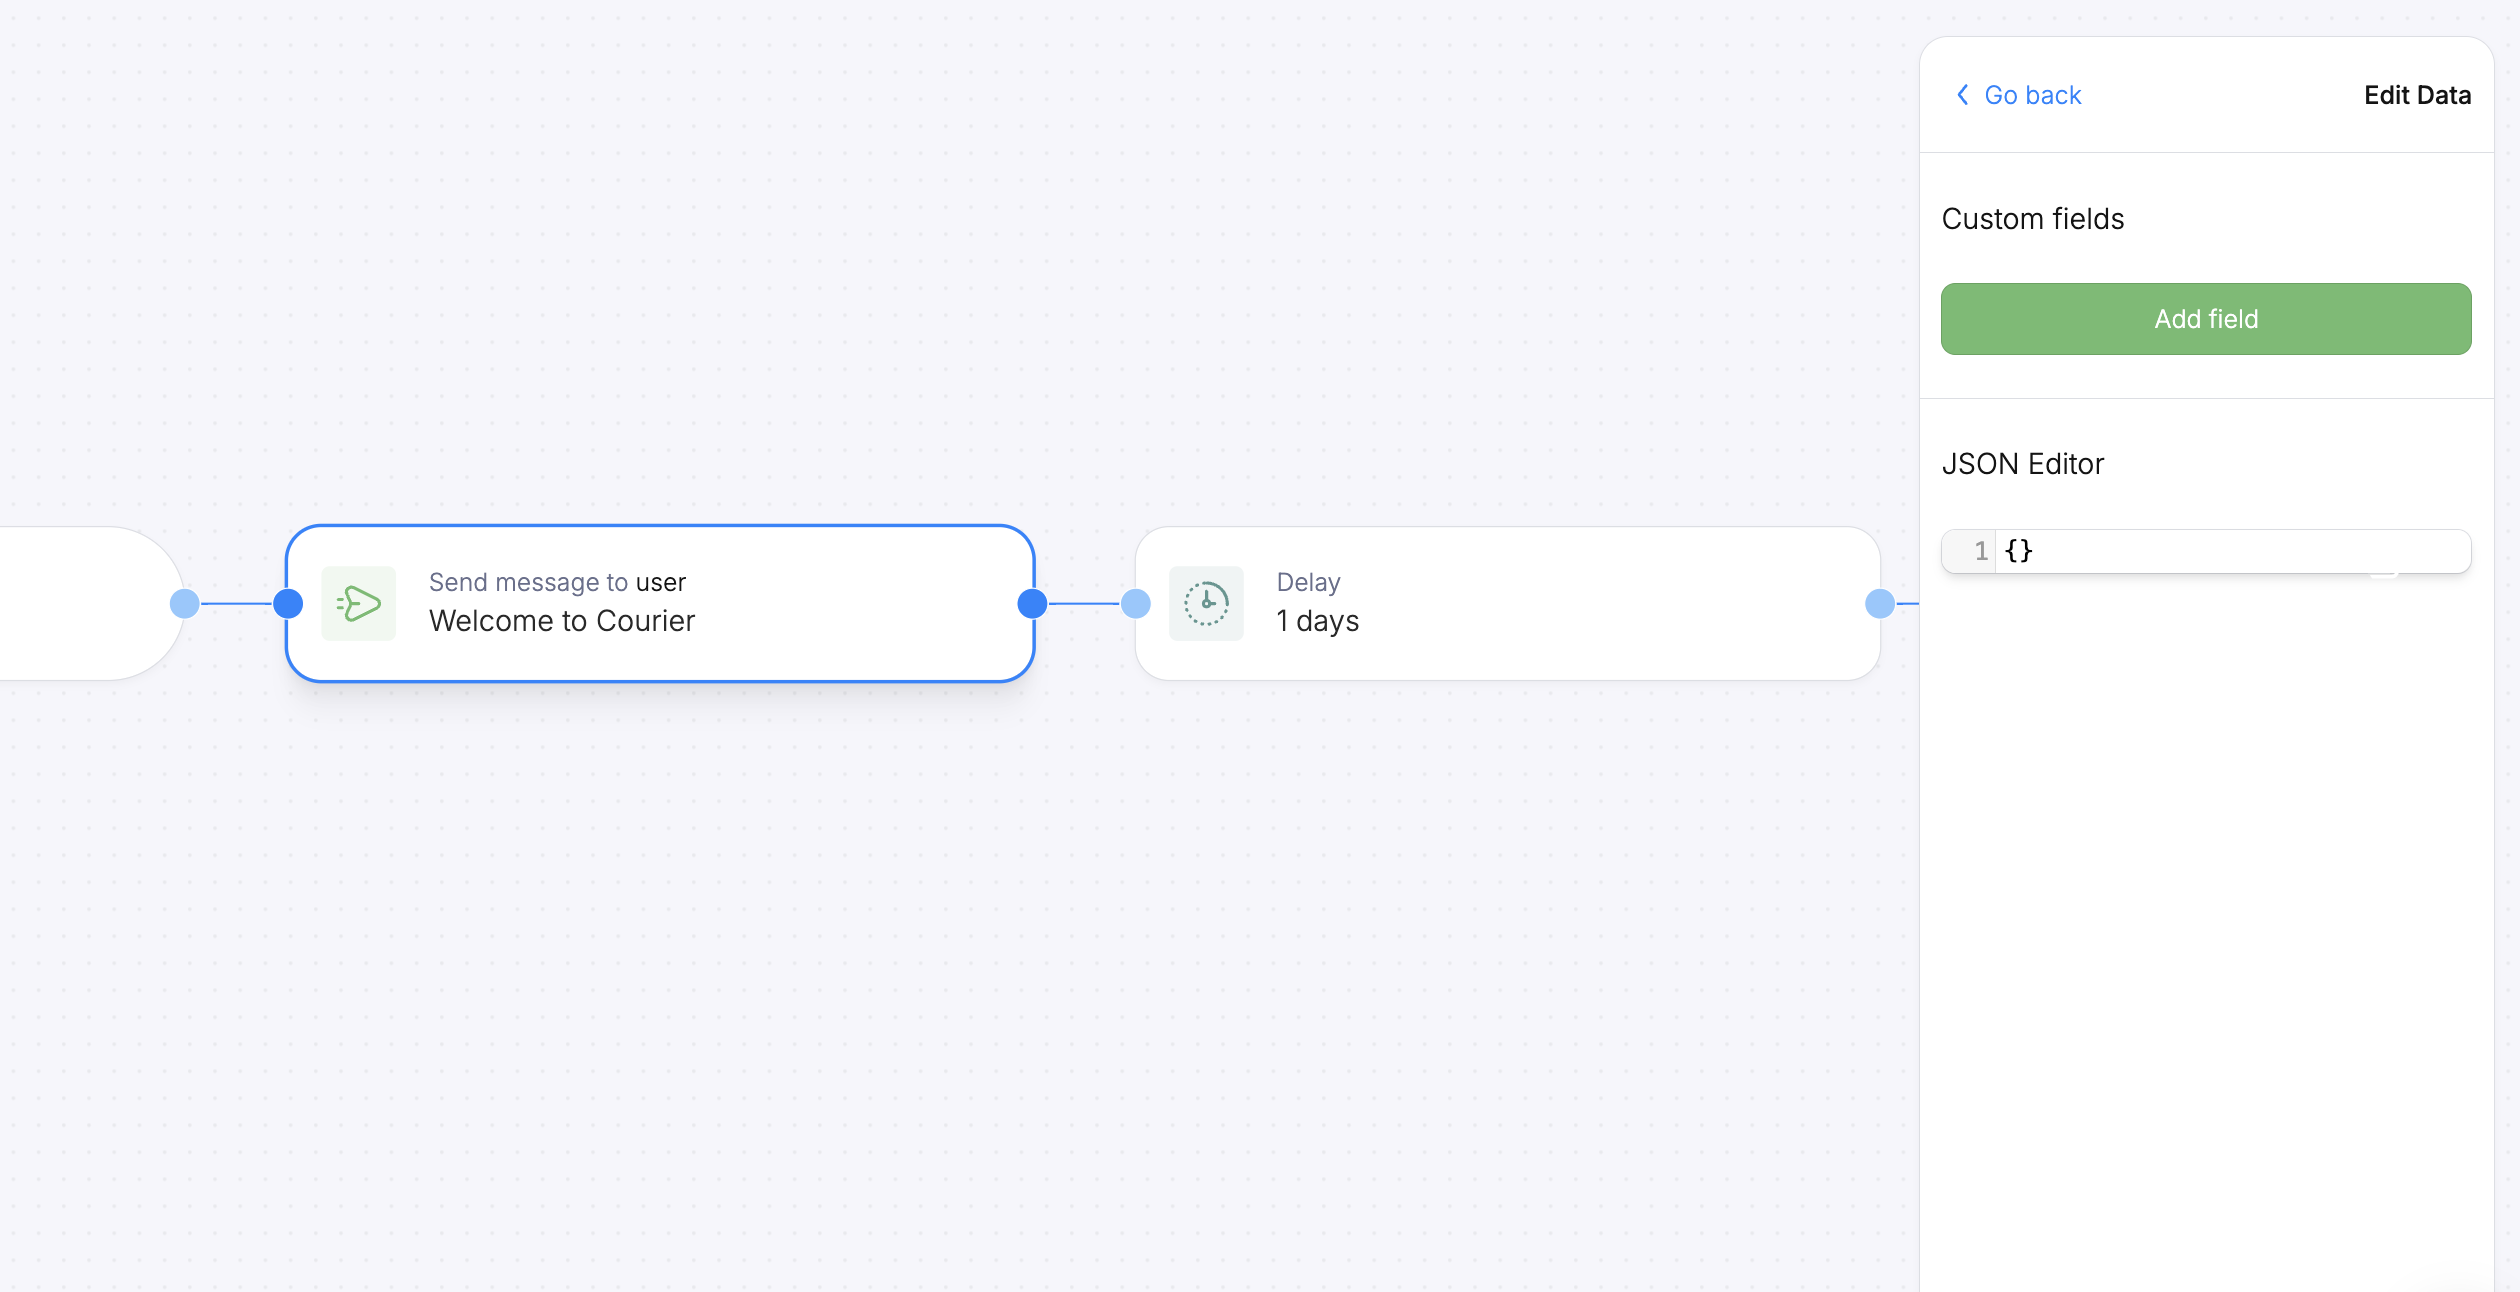 Go back
Edit Data
Custom fields
Add field
JSON Editor
1 {}
Send message to user
Welcome to Courier
Delay
1 days